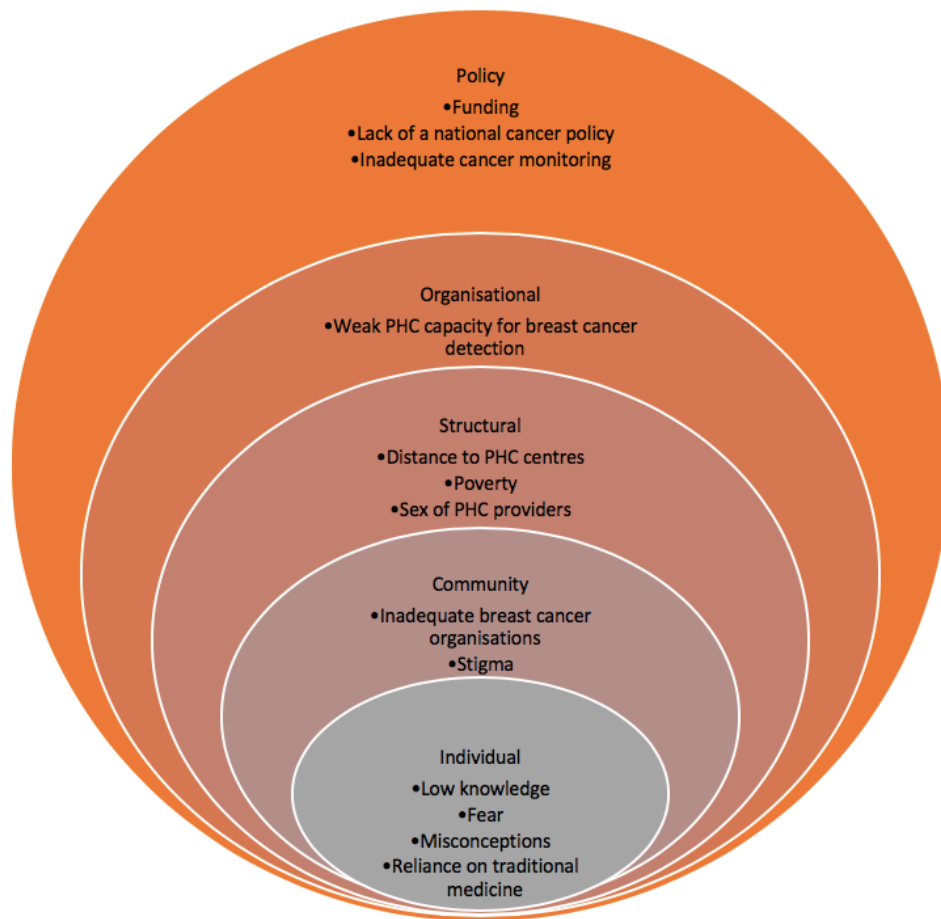 Policy
•Funding
•Lack of a national cancer policy
•Inadequate cancer monitoring
Organisational
•Weak PHC capacity for breast cancer
detection
Structural
•Distance to PHC centres
•Poverty
•Sex of PHC providers
Community
•Inadequate breast cancer
organisations
•Stigma
Individual
•Low knowledge
•Fear
•Misconceptions
•Reliance on traditional
medicine